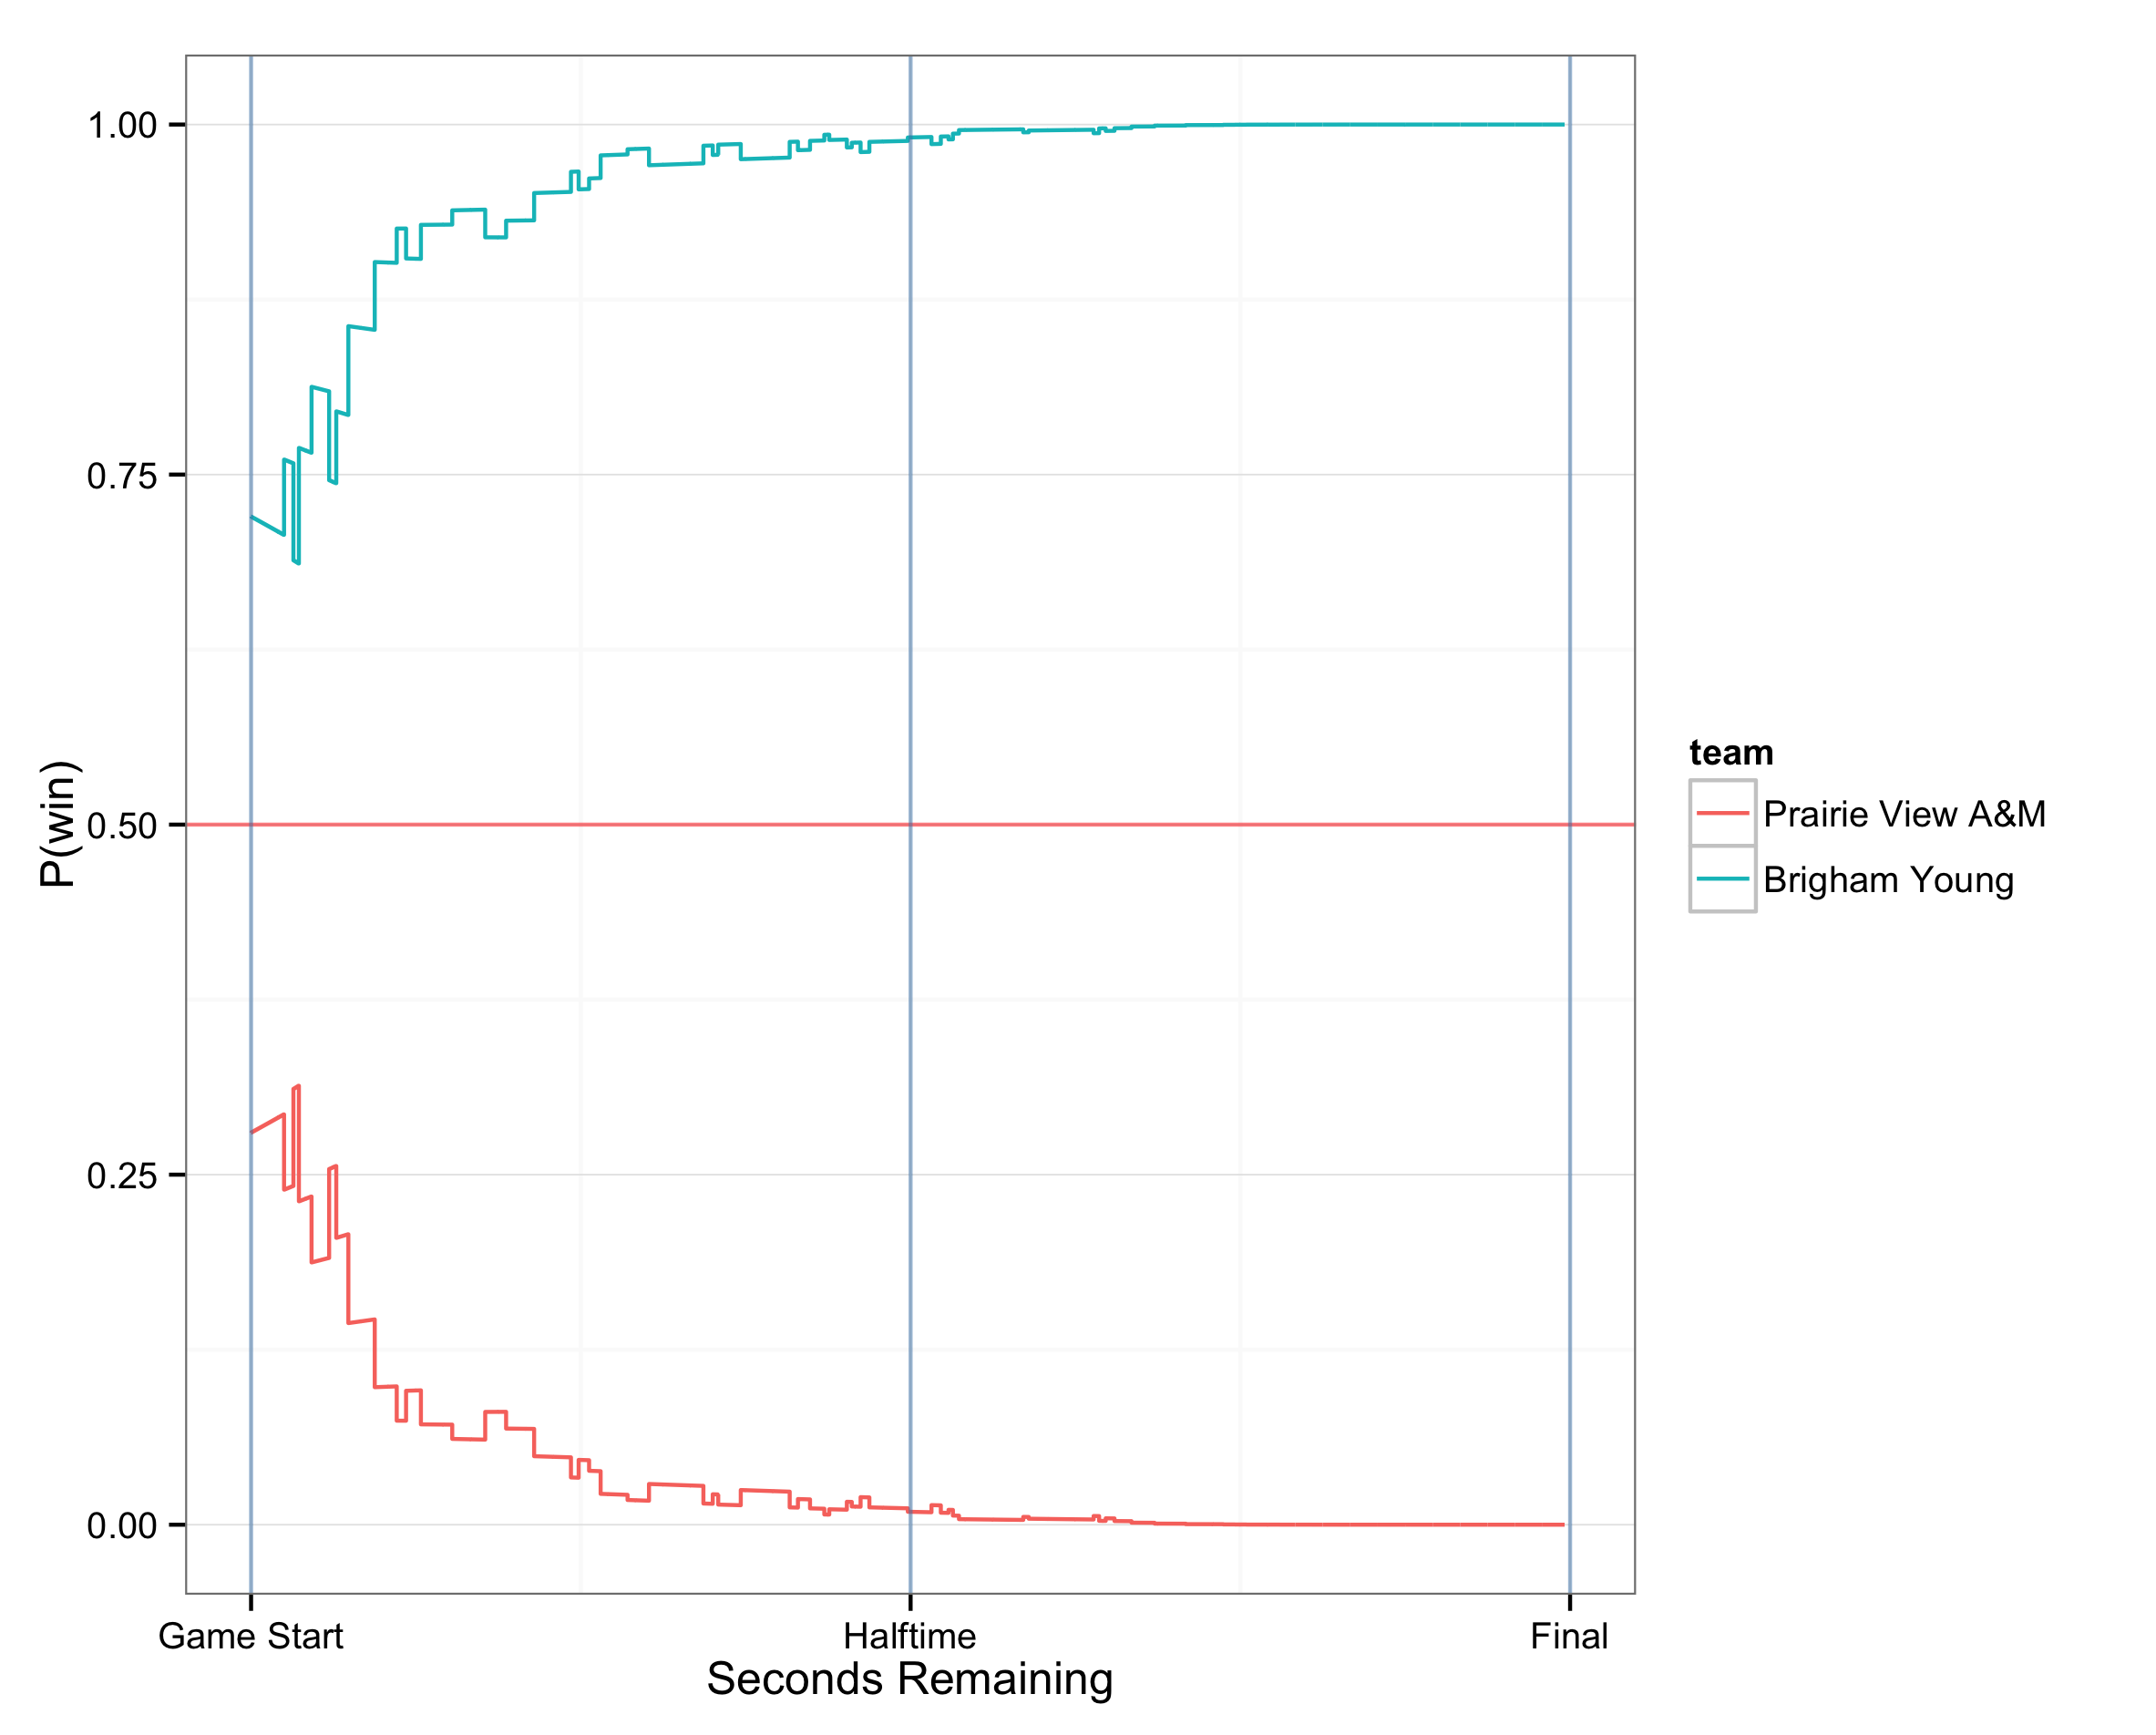 1.00
0.75
0.50
0.25
0.00
P(win)
Game Start
Halftime
Final
Seconds Remaining
team
Prairie View A&M
Brigham Young